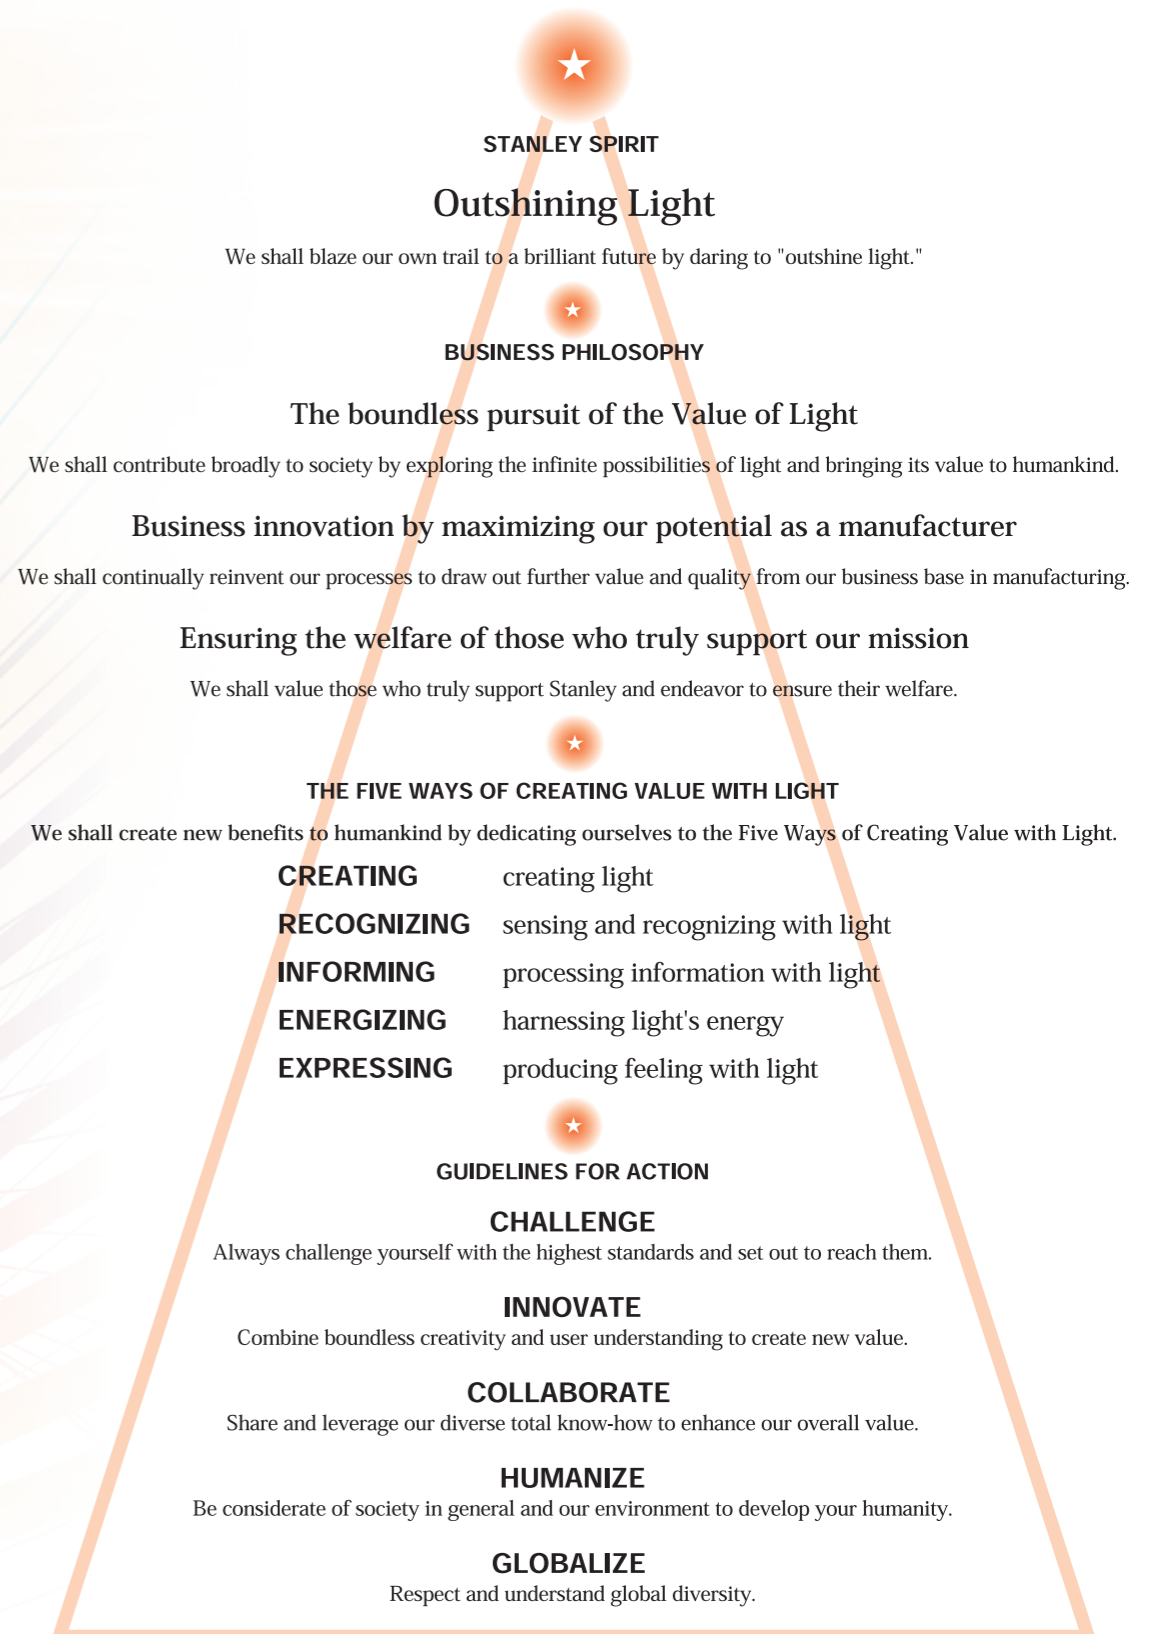 STANLEY SPIRIT
Outshining Light
We shall blaze our own trail to a brilliant future by daring to "outshine light."
BUSINESS PHILOSOPHY
The boundless pursuit of the Value of Light
We shall contribute broadly to society by exploring the infinite possibilities of light and bringing its value to humankind.
Business innovation by maximizing our potential as a manufacturer
We shall continually reinvent our processes to draw out further value and quality from our business base in manufacturing.
Ensuring the welfare of those who truly support our mission
We shall value those who truly support Stanley and endeavor to ensure their welfare.
THE FIVE WAYS OF CREATING VALUE WITH LIGHT
We shall create new benefits to humankind by dedicating ourselves to the Five Ways of Creating Value with Light.
CREATING creating light
RECOGNIZING sensing and recognizing with light
INFORMING processing information with light
ENERGIZING harnessing light's energy
EXPRESSING producing feeling with light
GUIDELINES FOR ACTION
CHALLENGE
Always challenge yourself with the highest standards and set out to reach them.
INNOVATE
Combine boundless creativity and user understanding to create new value.
COLLABORATE
Share and leverage our diverse total know-how to enhance our overall value.
HUMANIZE
Be considerate of society in general and our environment to develop your humanity.
GLOBALIZE
Respect and understand global diversity.